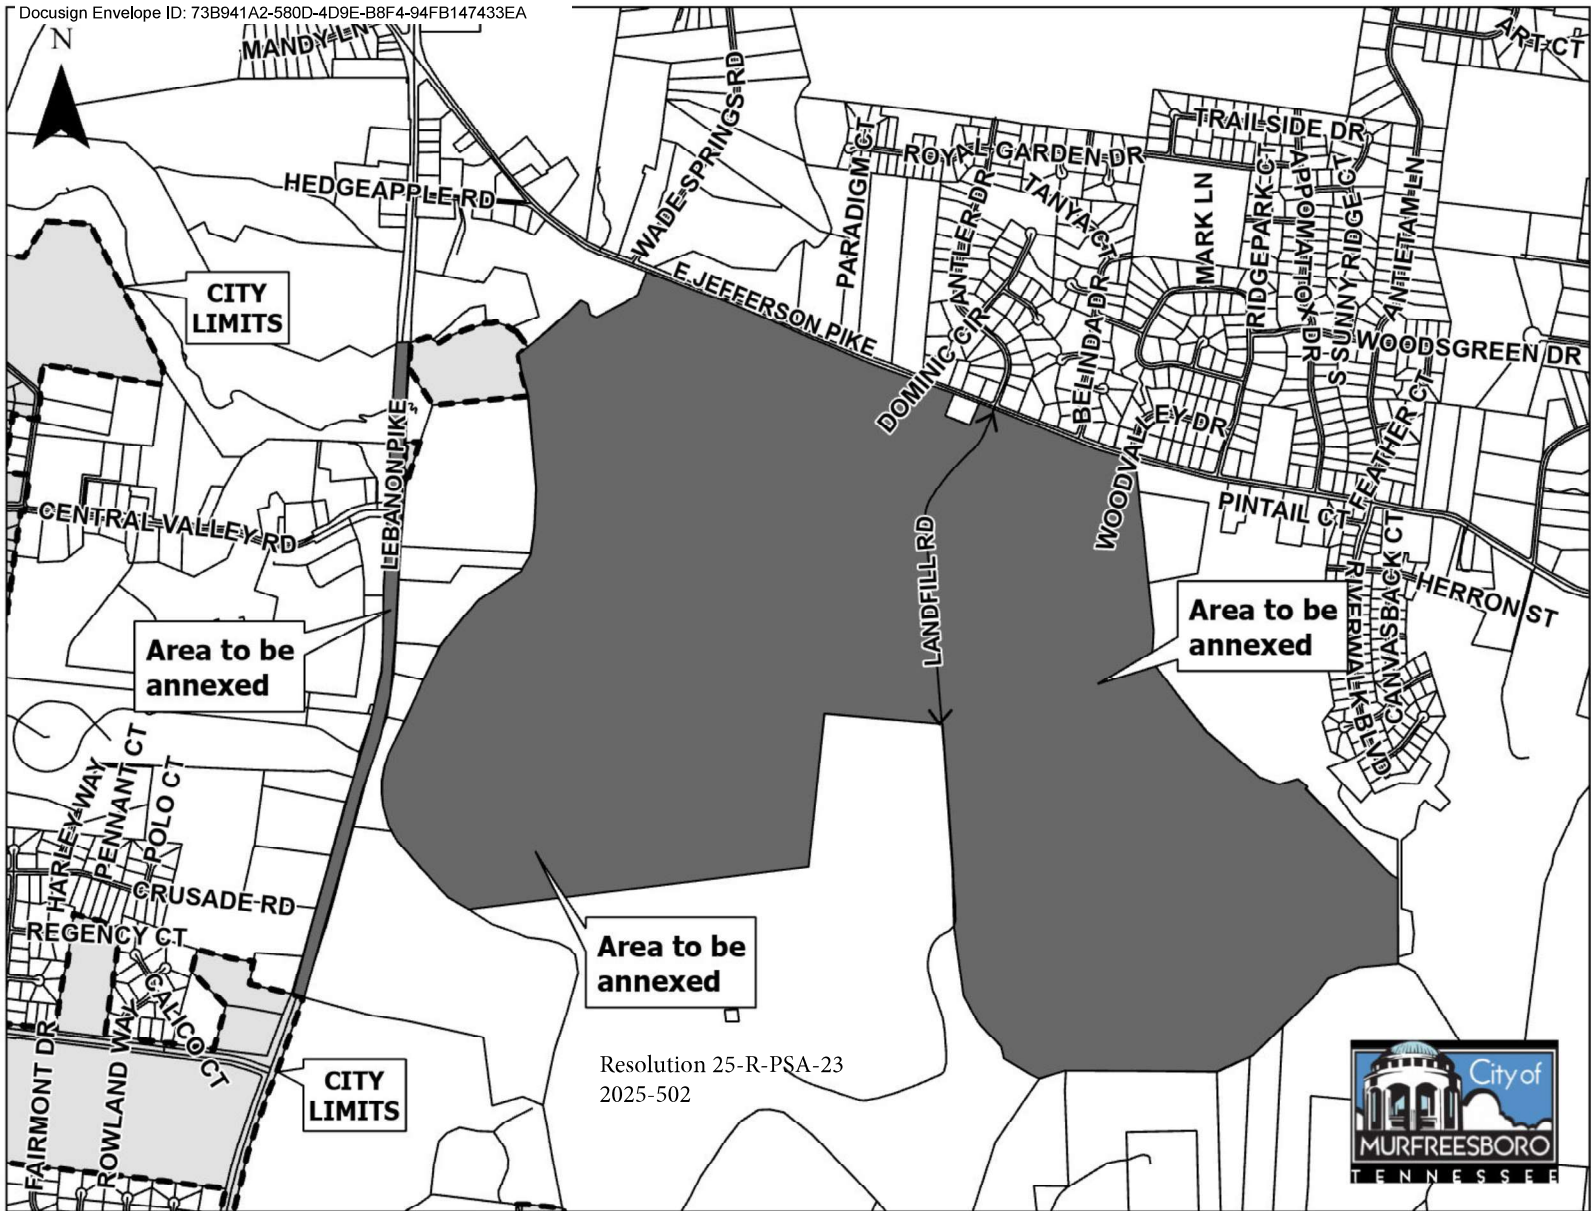 Docusign Envelope ID: 73B941A2-580D-4D9E-B8F4-94FB147433EA
N
MANDY LN
ART CT
WADE SPRINGS RD
TRAILSIDE DR
PARADIGM CT
ROYAL GARDEN DR
HEDGEAPPLE RD
TANYA CT
ANTLER DR
MARK LN
RIDGEPARK CT
APPOMATTOX DR
S SUNNY RIDGE CT
ANTIETAM LN
CITY
LIMITS
E JEFFERSON PIKE
DOMINIC CIR
BELINDA DR
WOODSGREEN DR
LEBANON PIKE
WOODVALLEY DR
FEATHER CT
PINTAIL CT
CENTRAL VALLEY RD
LANDFILL RD
CANVASBACK CT
HERRON ST
RIVERWALK BLVD
Area to be
annexed
Area to be
annexed
HARLEY WAY
PENNANT CT
POLO CT
CRUSADE RD
REGENCY CT
Area to be
annexed
CALICO CT
FAIRMONT DR
ROWLAND WAY
CITY
LIMITS
Resolution 25-R-PSA-23
2025-502
City of
MURFREESBORO
TENNESSEE